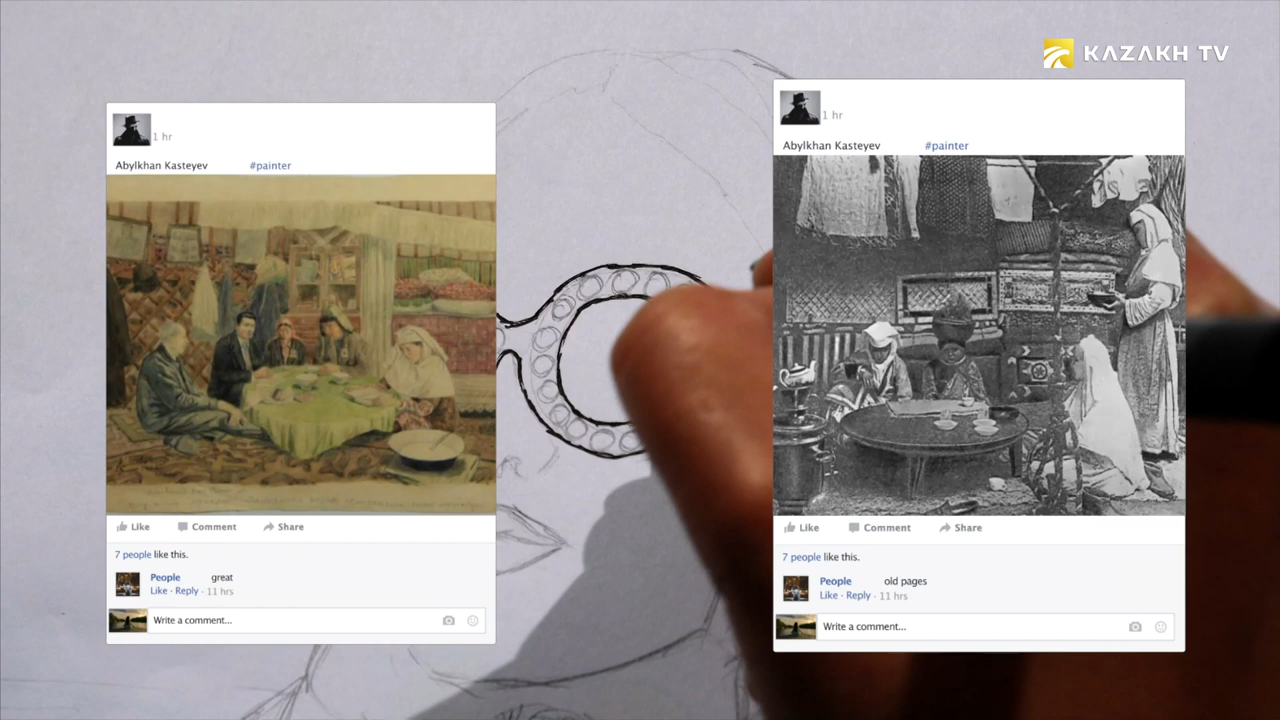 KAZAKH TV
1 hr
Abylkhan Kasteyev #painter
Like Comment Share
7 people like this.
People great
Like · Reply · 11 hrs
Write a comment...
1 hr
Abylkhan Kasteyev #painter
Like Comment Share
7 people like this.
People old pages
Like · Reply · 11 hrs
Write a comment...